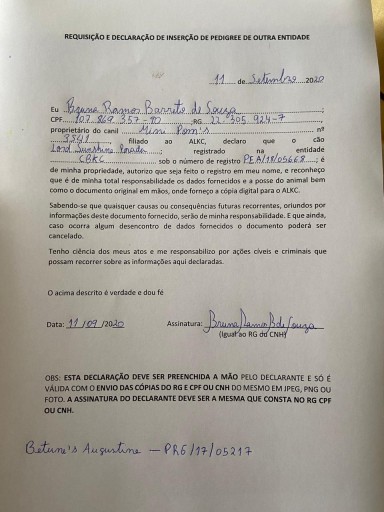 REQUISIÇÃO E DECLARAÇÃO DE INSERÇÃO DE PEDIGREE DE OUTRA ENTIDADE
11 de Setembro 2020
Eu Bruna Ramos Barreto de Souza;
CPF 107 869 357-90, RG 22 305 924-7,
proprietário do canil Mini Pom's nº
3541 filiado ao ALKC, declaro que o cão
Lord Sunshine; registrado na entidade
CBKC sob o número de registro PEA/18/05668; é
de minha propriedade, autorizo que seja feito o registro em meu nome, e reconheço
que é de minha total responsabilidade os dados fornecidos e a posse do animal bem
como o documento original em mãos, onde forneço a cópia digital para o ALKC.
Sabendo-se que quaisquer causas ou consequências futuras recorrentes, oriundos por
informações deste documento fornecido, serão de minha responsabilidade. E que ainda,
caso ocorra algum desencontro de dados fornecidos o documento poderá ser
cancelado.
Tenho ciência dos meus atos e me responsabilizo por ações cíveis e criminais que
possam recorrer sobre as informações aqui declaradas.
O acima descrito é verdade e dou fé
Data: 11/09/2020 Assinatura: Bruna Ramos B de Souza
(Igual ao RG do CNH)
OBS: ESTA DECLARAÇÃO DEVE SER PREENCHIDA A MÃO PELO DECLARANTE E SÓ É
VÁLIDA COM O ENVIO DAS CÓPIAS DO RG E CPF OU CNH DO MESMO EM JPEG, PNG OU
FOTO. A ASSINATURA DO DECLARANTE DEVE SER A MESMA QUE CONSTA NO RG CPF
OU CNH.
Betune's Augustine — PRG/17/05217